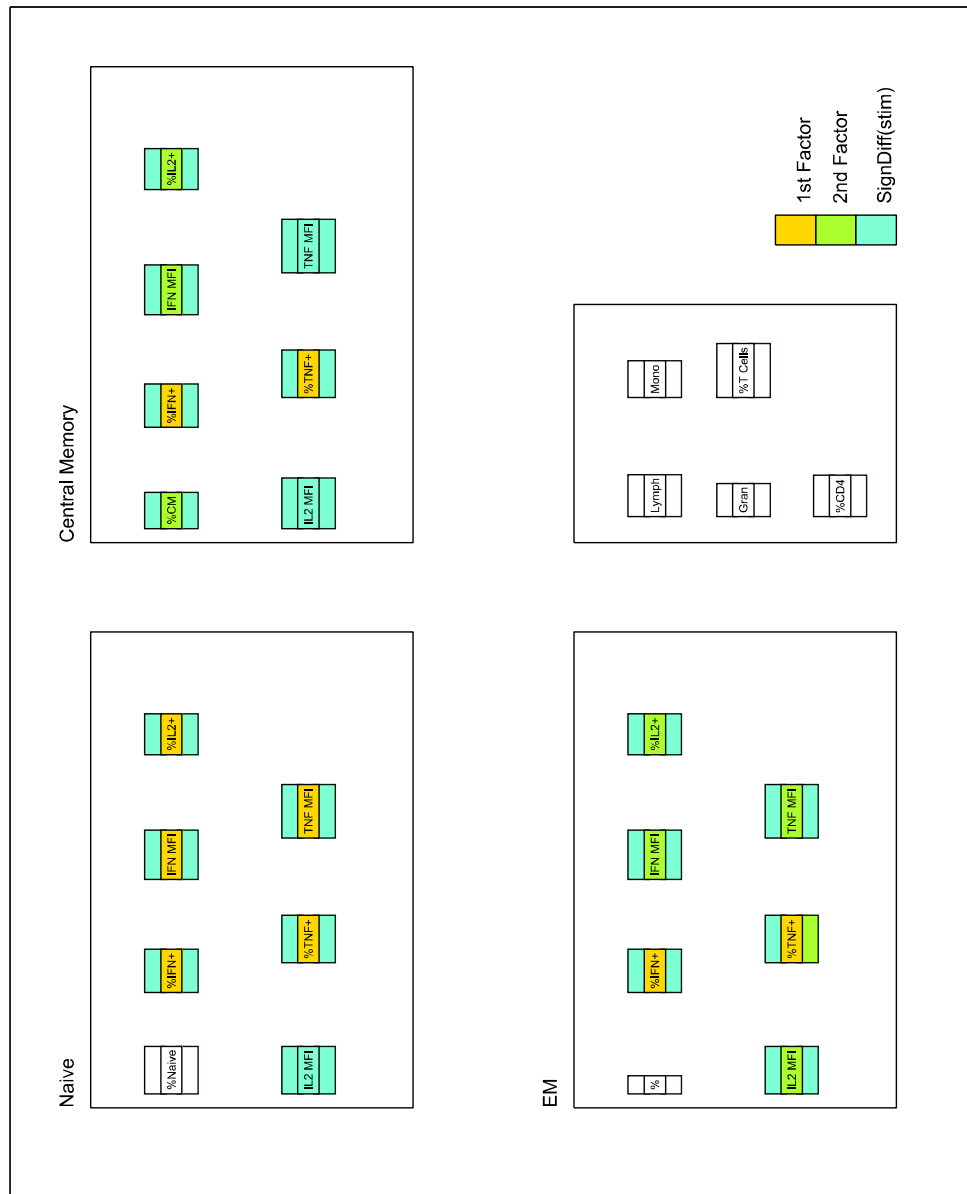 Naive
%Naive %IFN+ IFN MFI %IL2+
IL2 MFI %TNF+ TNF MFI
Central Memory
%CM %IFN+ IFN MFI %IL2+
IL2 MFI %TNF+ TNF MFI
EM
% %IFN+ IFN MFI %IL2+
IL2 MFI %TNF+ TNF MFI
Lymph Mono
Gran %T Cells
%CD4
1st Factor
2nd Factor
SignDiff(stim)